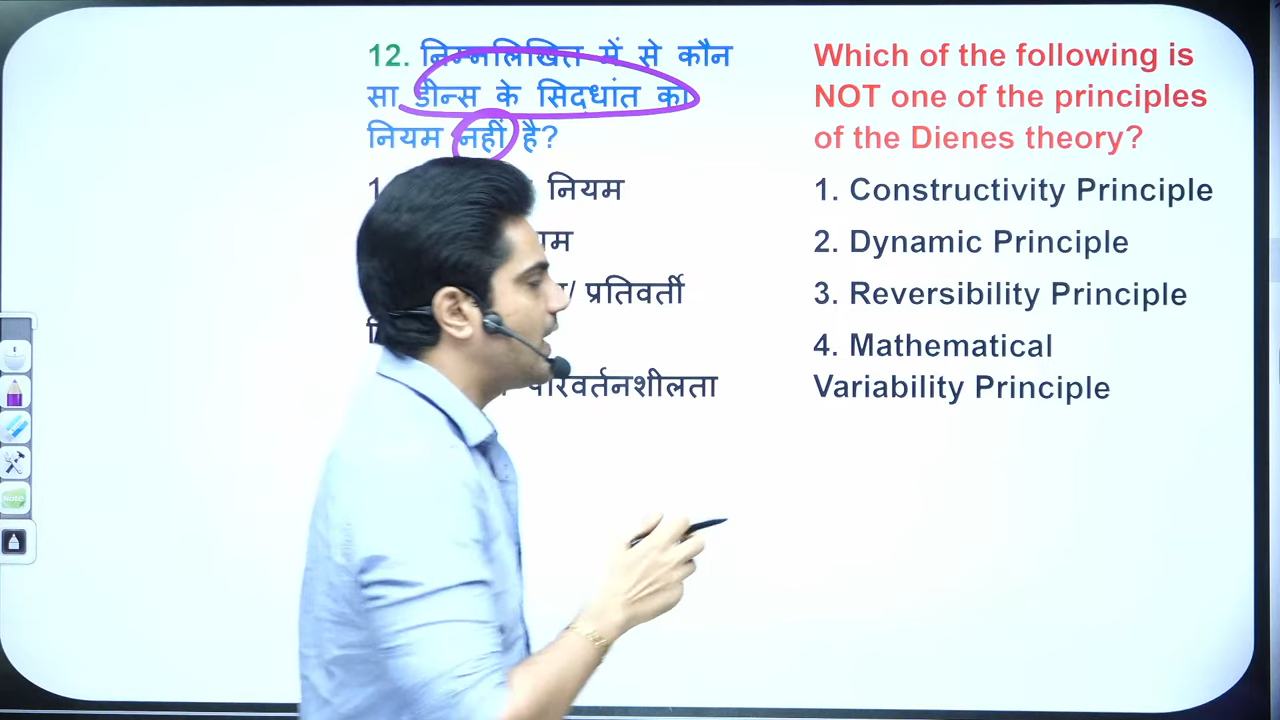 12. निम्नलिखित में से कौन
सा डीन्स के सिद्धांत का
नियम नहीं है?
1
नियम
/ प्रतिवर्ती
परिवर्तनशीलता
Which of the following is
NOT one of the principles
of the Dienes theory?
1. Constructivity Principle
2. Dynamic Principle
3. Reversibility Principle
4. Mathematical
Variability Principle
Note